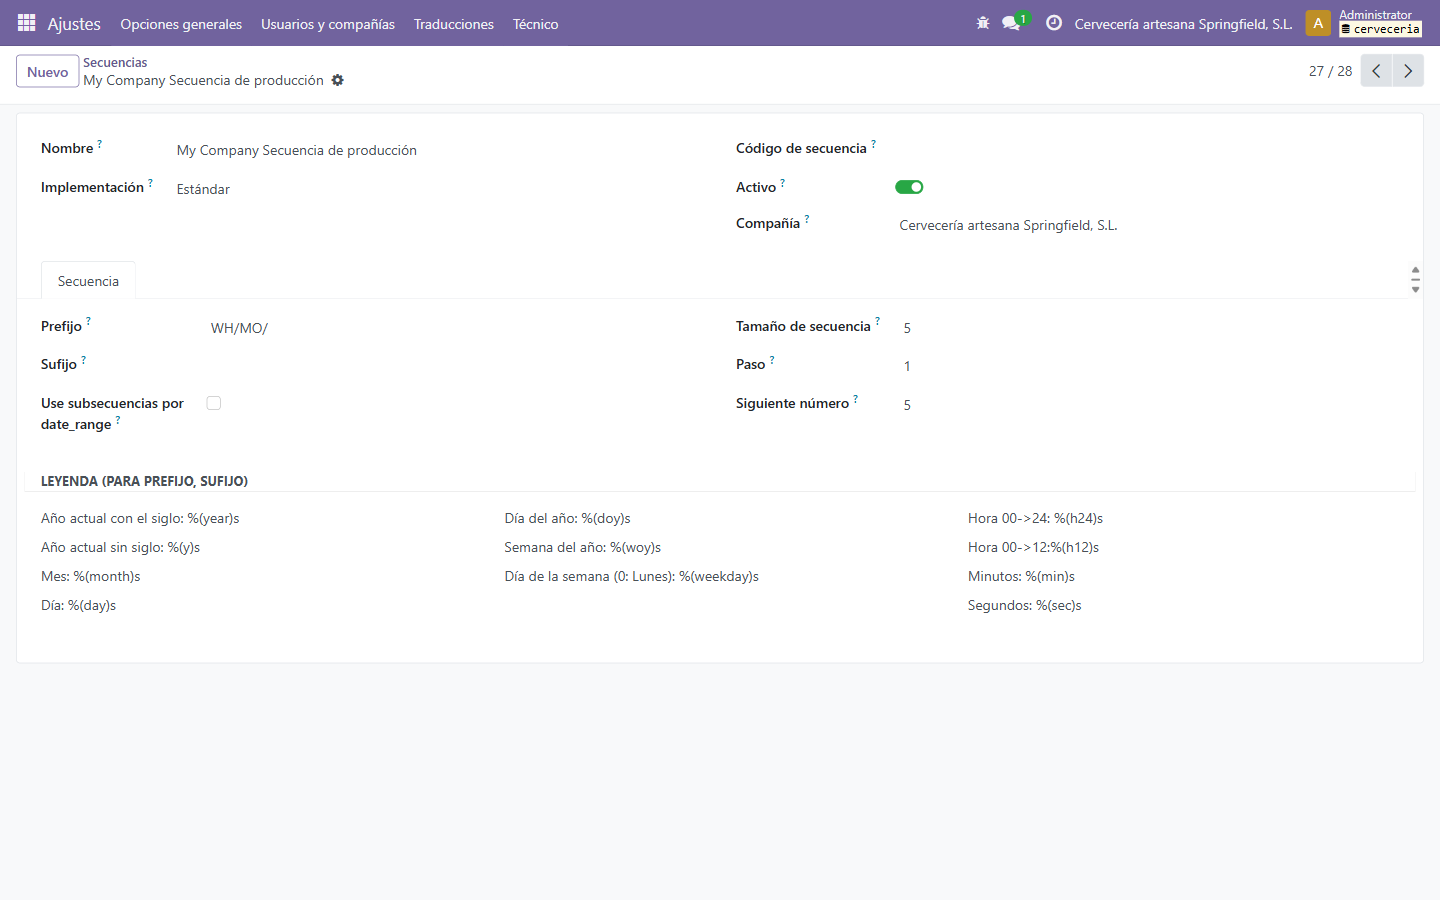 Ajustes Opciones generales Usuarios y compañías Traducciones Técnico 1 Cervecería artesana Springfield, S.L. A Administrator
cerveceria
Nuevo Secuencias
My Company Secuencia de producción
27 / 28
Nombre ? My Company Secuencia de producción
Código de secuencia ?
Implementación ? Estándar
Activo ?
Compañía ? Cervecería artesana Springfield, S.L.
Secuencia
Prefijo ? WH/MO/
Tamaño de secuencia ? 5
Sufijo ?
Paso ? 1
Use subsecuencias por
date_range ?
Siguiente número ? 5
LEYENDA (PARA PREFIJO, SUFIJO)
Año actual con el siglo: %(year)s
Año actual sin siglo: %(y)s
Mes: %(month)s
Día: %(day)s
Día del año: %(doy)s
Semana del año: %(woy)s
Día de la semana (0: Lunes): %(weekday)s
Hora 00->24: %(h24)s
Hora 00->12:%(h12)s
Minutos: %(min)s
Segundos: %(sec)s